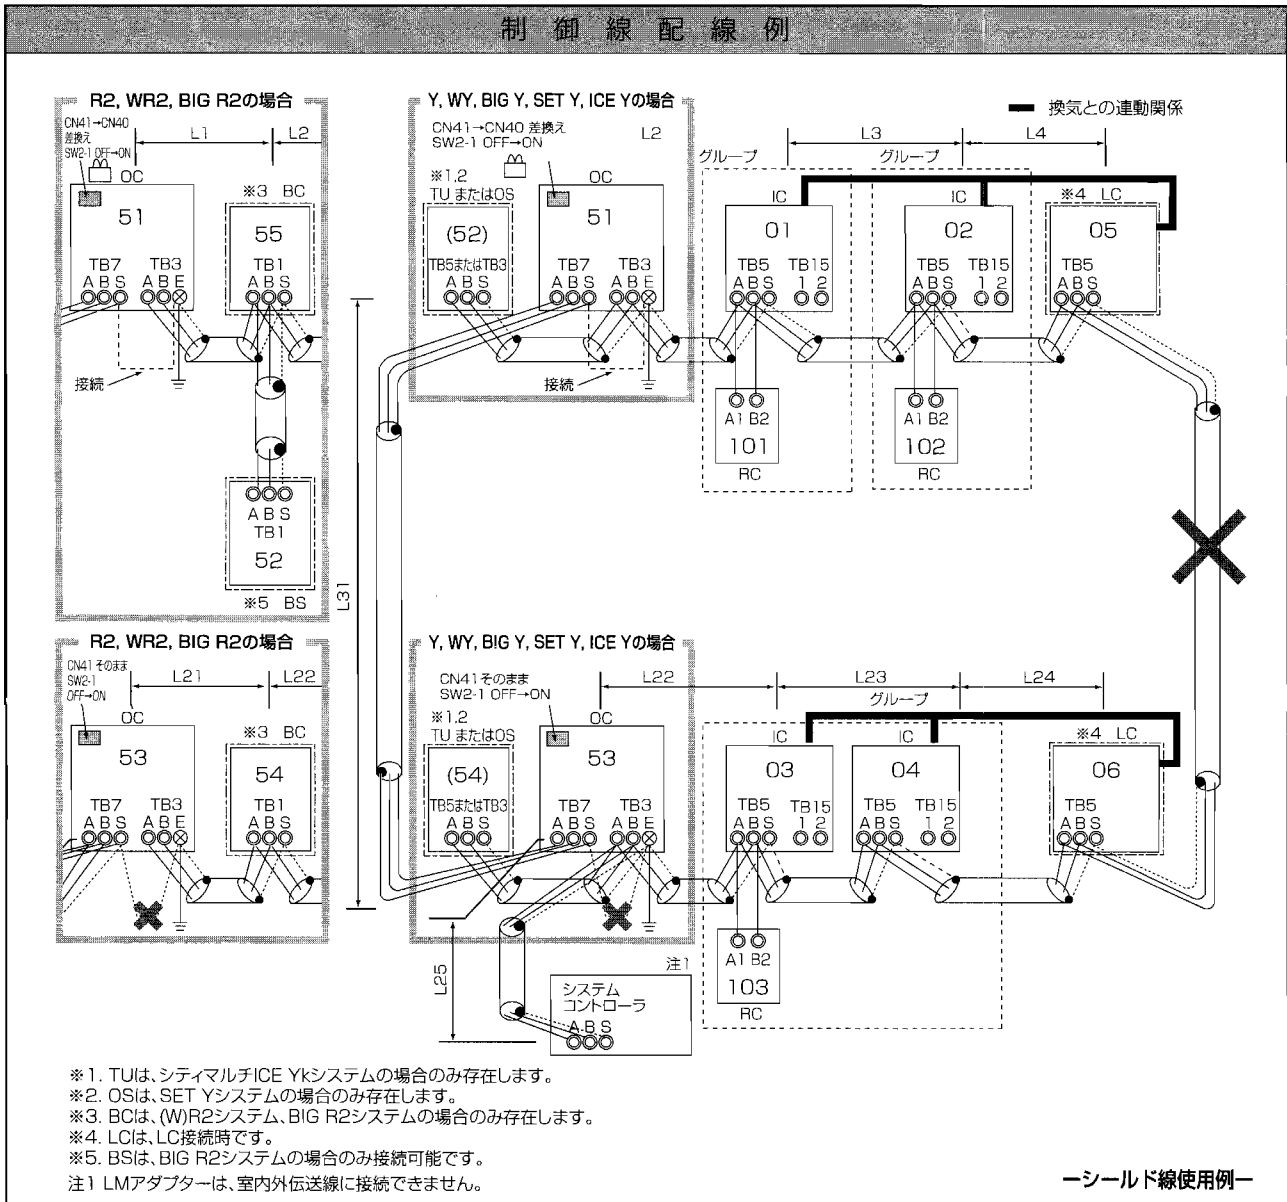 制御線配線例
R2, WR2, BIG R2の場合
CN41→CN40
差換え
SW2-1 OFF→ON
L1
L2
OC
51
TB7
TB3
A B S
A B E
※3 BC
55
TB1
A B S
接続
A B S
TB1
52
※5 BS
Y, WY, BIG Y, SET Y, ICE Yの場合
CN41→CN40 差換え
SW2-1 OFF→ON
L2
※1,2
TU またはOS
(52)
TB5またはTB3
A B S
OC
51
TB7
TB3
A B S
A B E
接続
換気との連動関係
L3
L4
グループ
グループ
IC
01
TB5
TB15
A B S
1 2
A1 B2
101
RC
IC
02
TB5
TB15
A B S
1 2
A1 B2
102
RC
※4 LC
05
TB5
A B S
L31
R2, WR2, BIG R2の場合
CN41 そのまま
SW2-1
OFF→ON
L21
L22
OC
53
TB7
TB3
A B S
A B E
※3 BC
54
TB1
A B S
Y, WY, BIG Y, SET Y, ICE Yの場合
CN41そのまま
SW2-1 OFF→ON
L22
L23
L24
※1,2
TU またはOS
(54)
TB5またはTB3
A B S
OC
53
TB7
TB3
A B S
A B E
グループ
IC
03
TB5
TB15
A B S
1 2
IC
04
TB5
TB15
A B S
1 2
A1 B2
103
RC
※4 LC
06
TB5
A B S
L25
注1
システム
コントローラ
A B S
※1. TUは、シティマルチICE Ykシステムの場合のみ存在します。
※2. OSは、SET Yシステムの場合のみ存在します。
※3. BCは、(W)R2システム、BIG R2システムの場合のみ存在します。
※4. LCは、LC接続時です。
※5. BSは、BIG R2システムの場合のみ接続可能です。
注1 LMアダプターは、室内外伝送線に接続できません。
ーシールド線使用例ー